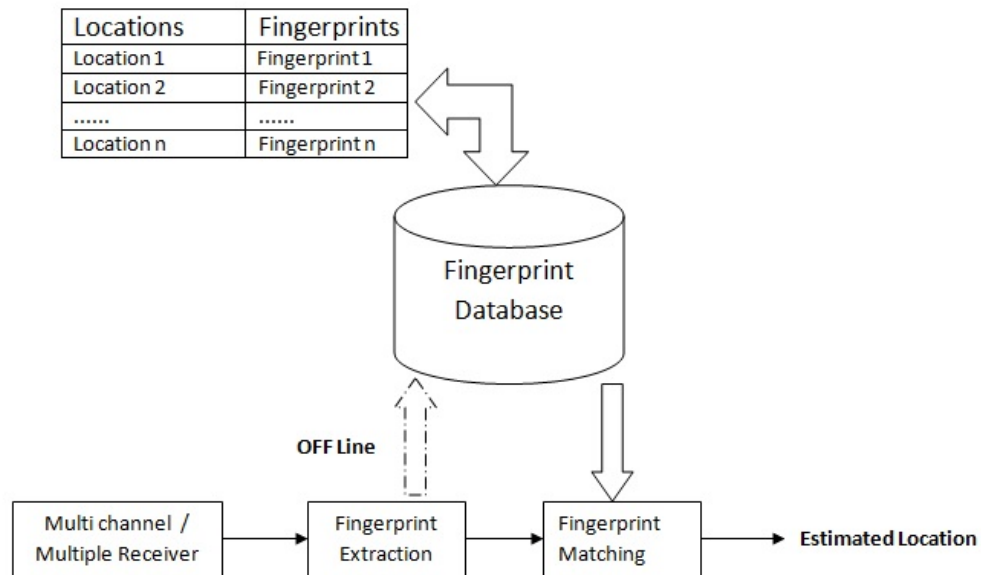 Locations Fingerprints
Location 1 Fingerprint 1
Location 2 Fingerprint 2
...... ......
Location n Fingerprint n
Fingerprint
Database
OFF Line
Multi channel /
Multiple Receiver
Fingerprint
Extraction
Fingerprint
Matching
Estimated Location